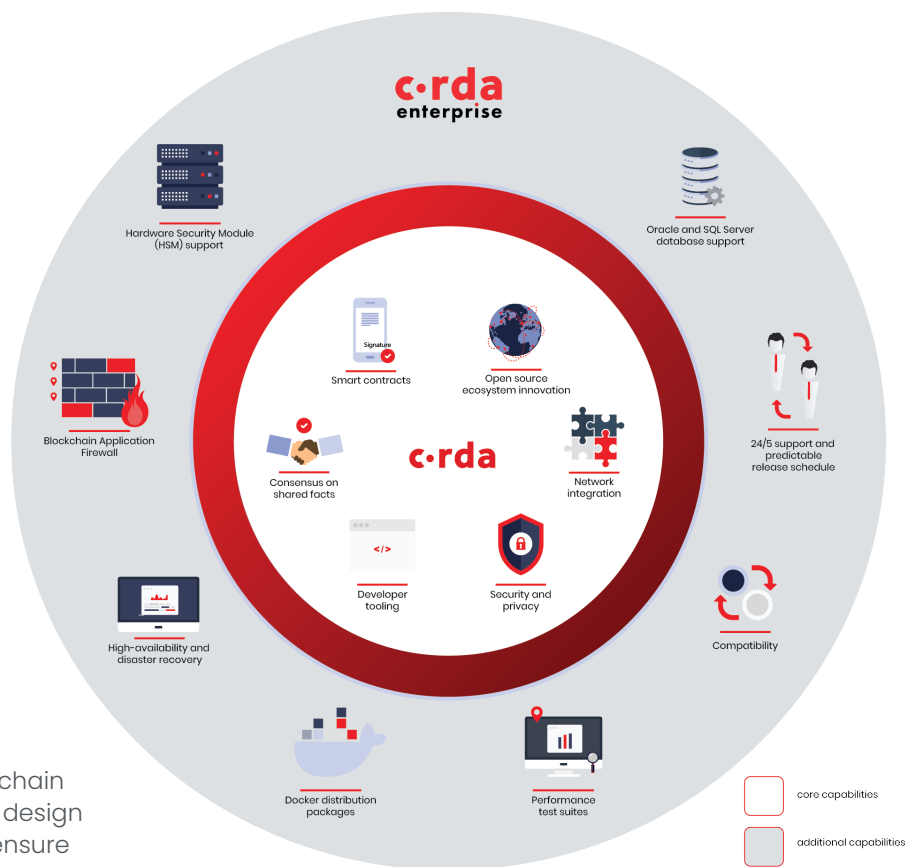 corda
enterprise
Hardware Security Module
(HSM) support
Oracle and SQL Server
database support
Signature
Smart contracts
Open source
ecosystem innovation
Blockchain Application
Firewall
24/5 support and
predictable
release schedule
Consensus on
shared facts
corda
Network
integration
</>
Developer
tooling
Security and
privacy
High-availability and
disaster recovery
Compatibility
Docker distribution
packages
Performance
test suites
chain
design
ensure
core capabilities
additional capabilities